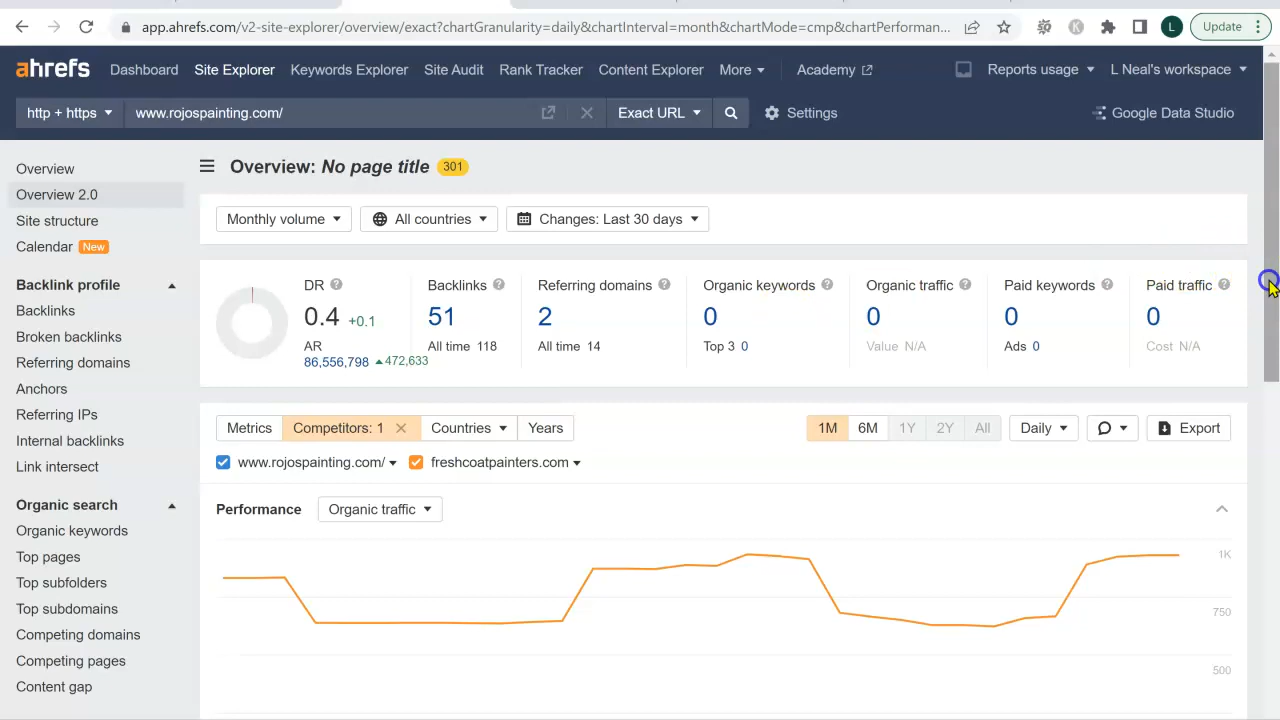 app.ahrefs.com/v2-site-explorer/overview/exact?chartGranularity=daily&chartInterval=month&chartMode=cmp&chartPerforman...
K
L
Update
ahrefs
Dashboard
Site Explorer
Keywords Explorer
Site Audit
Rank Tracker
Content Explorer
More
Academy
Reports usage
L Neal's workspace
http + https
www.rojospainting.com/
Exact URL
Settings
Google Data Studio
Overview
Overview 2.0
Site structure
Calendar New
Backlink profile
Backlinks
Broken backlinks
Referring domains
Anchors
Referring IPs
Internal backlinks
Link intersect
Organic search
Organic keywords
Top pages
Top subfolders
Top subdomains
Competing domains
Competing pages
Content gap
Overview: No page title 301
Monthly volume
All countries
Changes: Last 30 days
DR
0.4 +0.1
AR
86,556,798 472,633
Backlinks
51
All time 118
Referring domains
2
All time 14
Organic keywords
0
Top 3 0
Organic traffic
0
Value N/A
Paid keywords
0
Ads 0
Paid traffic
0
Cost N/A
Metrics
Competitors: 1
Countries
Years
1M
6M
1Y
2Y
All
Daily
Export
www.rojospainting.com/
freshcoatpainters.com
Performance
Organic traffic
1K
750
500